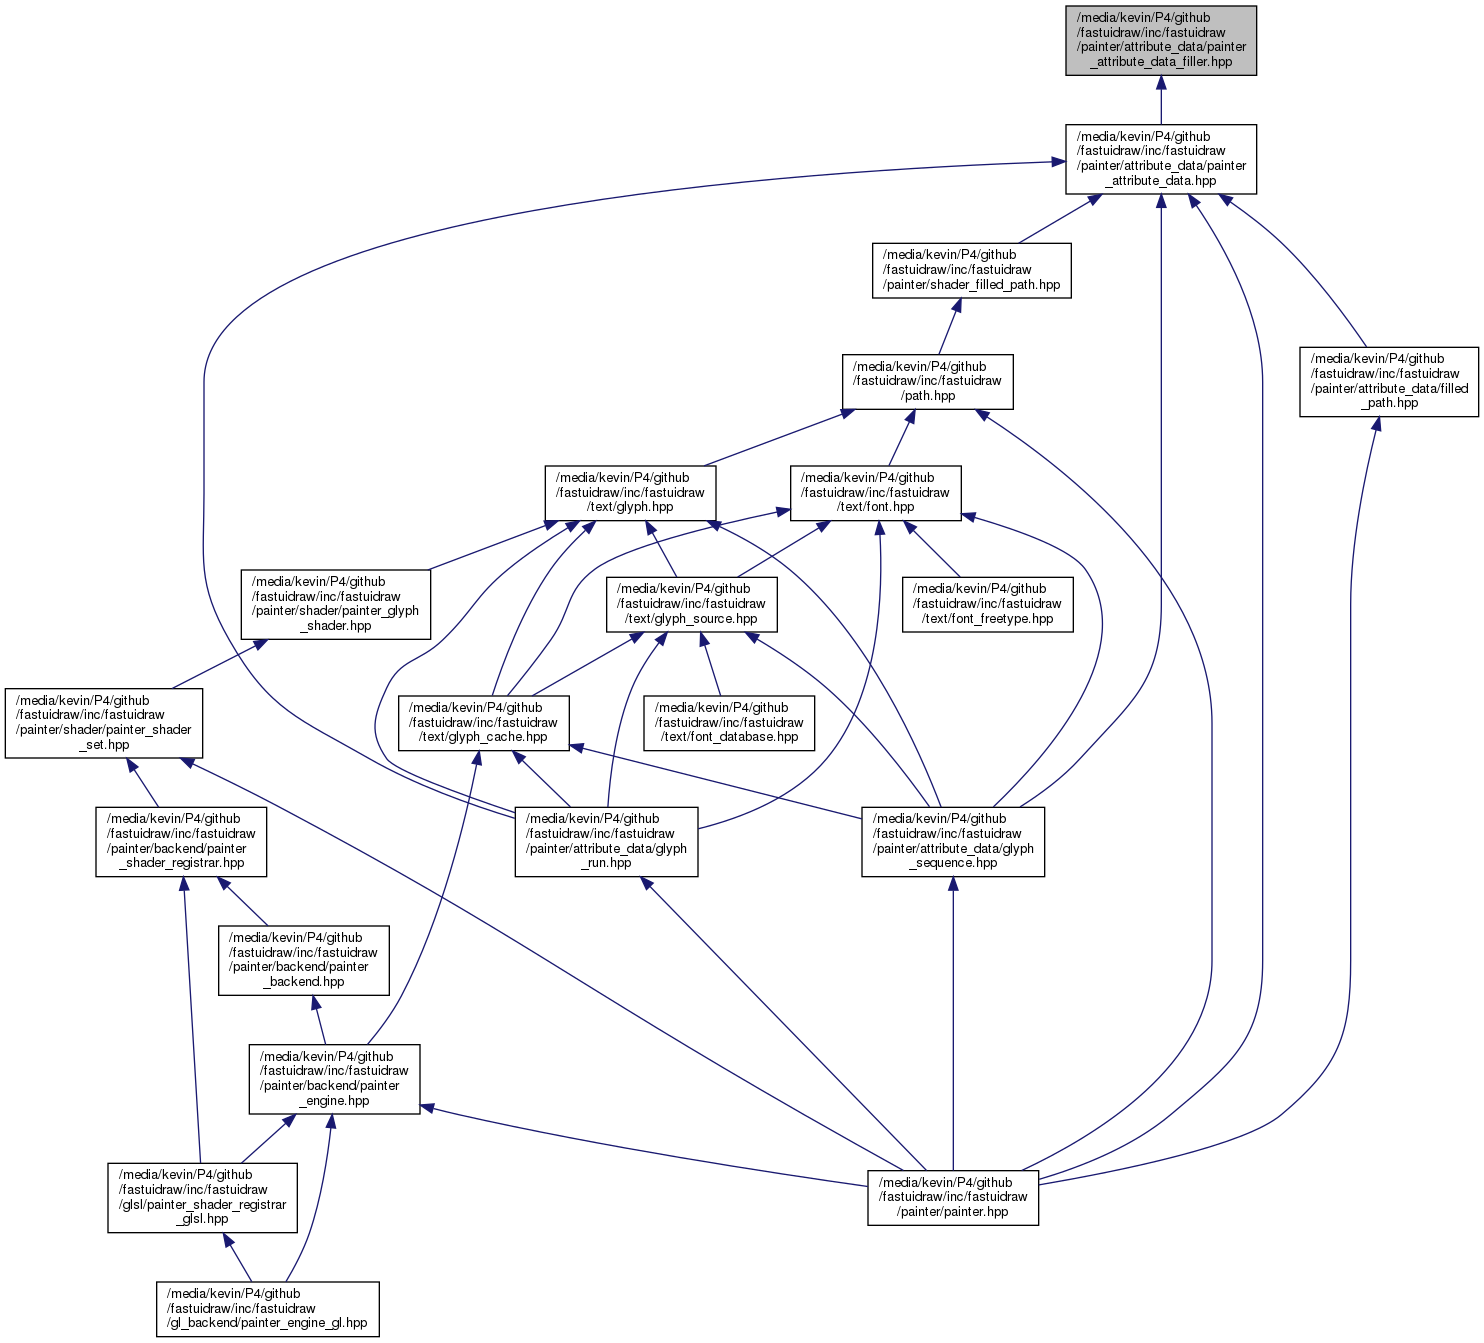 /media/kevin/P4/github
/fastuidraw/inc/fastuidraw
/painter/attribute_data/painter
_attribute_data_filler.hpp
/media/kevin/P4/github
/fastuidraw/inc/fastuidraw
/painter/attribute_data/painter
_attribute_data.hpp
/media/kevin/P4/github
/fastuidraw/inc/fastuidraw
/painter/shader_filled_path.hpp
/media/kevin/P4/github
/fastuidraw/inc/fastuidraw
/path.hpp
/media/kevin/P4/github
/fastuidraw/inc/fastuidraw
/painter/attribute_data/filled
_path.hpp
/media/kevin/P4/github
/fastuidraw/inc/fastuidraw
/text/glyph.hpp
/media/kevin/P4/github
/fastuidraw/inc/fastuidraw
/text/font.hpp
/media/kevin/P4/github
/fastuidraw/inc/fastuidraw
/painter/shader/painter_glyph
_shader.hpp
/media/kevin/P4/github
/fastuidraw/inc/fastuidraw
/text/glyph_source.hpp
/media/kevin/P4/github
/fastuidraw/inc/fastuidraw
/text/font_freetype.hpp
/media/kevin/P4/github
/fastuidraw/inc/fastuidraw
/painter/shader/painter_shader
_set.hpp
/media/kevin/P4/github
/fastuidraw/inc/fastuidraw
/text/glyph_cache.hpp
/media/kevin/P4/github
/fastuidraw/inc/fastuidraw
/text/font_database.hpp
/media/kevin/P4/github
/fastuidraw/inc/fastuidraw
/painter/backend/painter
_shader_registrar.hpp
/media/kevin/P4/github
/fastuidraw/inc/fastuidraw
/painter/attribute_data/glyph
_run.hpp
/media/kevin/P4/github
/fastuidraw/inc/fastuidraw
/painter/attribute_data/glyph
_sequence.hpp
/media/kevin/P4/github
/fastuidraw/inc/fastuidraw
/painter/backend/painter
_backend.hpp
/media/kevin/P4/github
/fastuidraw/inc/fastuidraw
/painter/backend/painter
_engine.hpp
/media/kevin/P4/github
/fastuidraw/inc/fastuidraw
/glsl/painter_shader_registrar
_glsl.hpp
/media/kevin/P4/github
/fastuidraw/inc/fastuidraw
/painter/painter.hpp
/media/kevin/P4/github
/fastuidraw/inc/fastuidraw
/gl_backend/painter_engine_gl.hpp